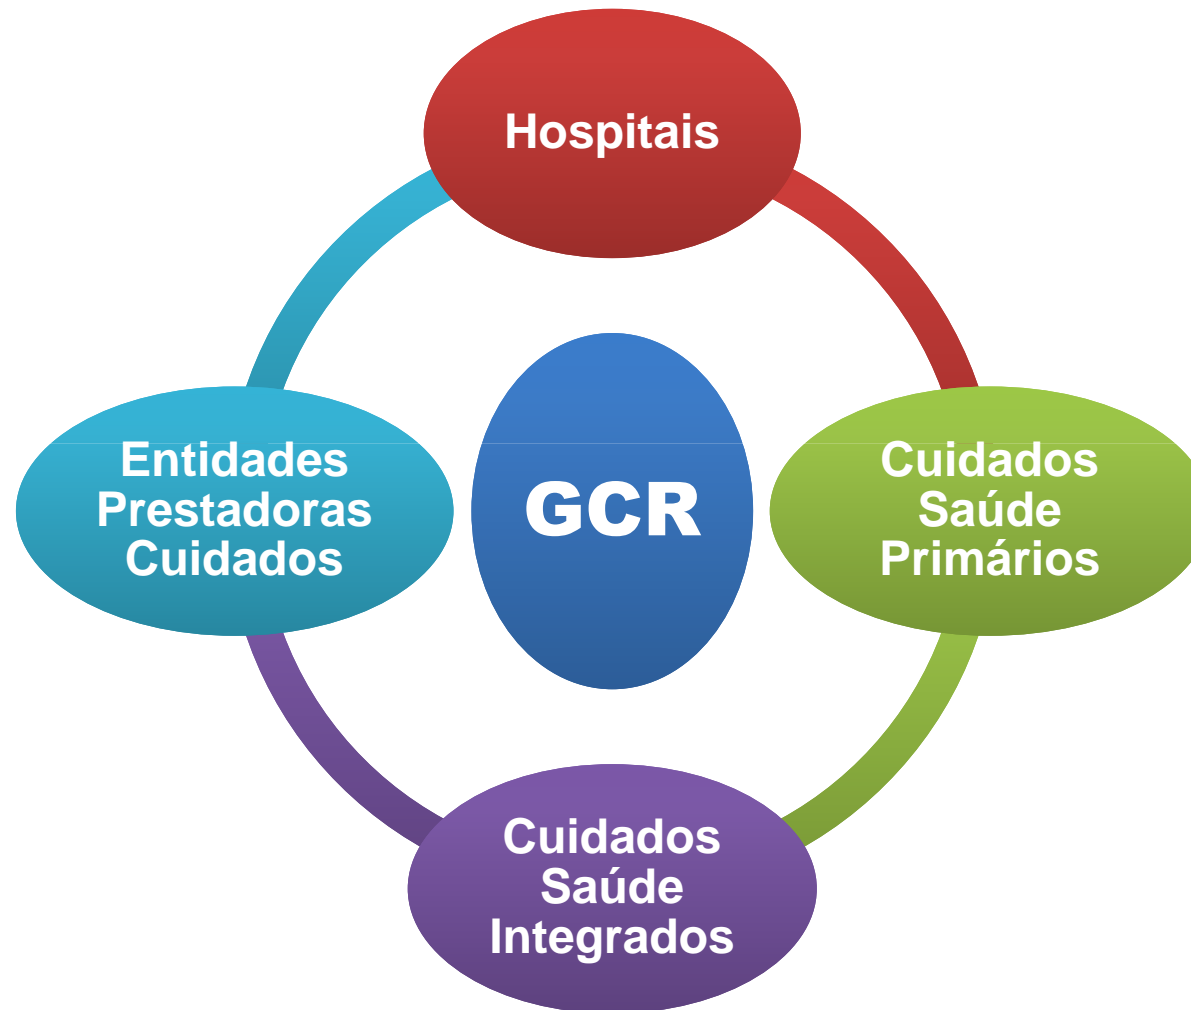 Hospitais
Entidades
Prestadoras
Cuidados
GCR
Cuidados
Saúde
Primários
Cuidados
Saúde
Integrados